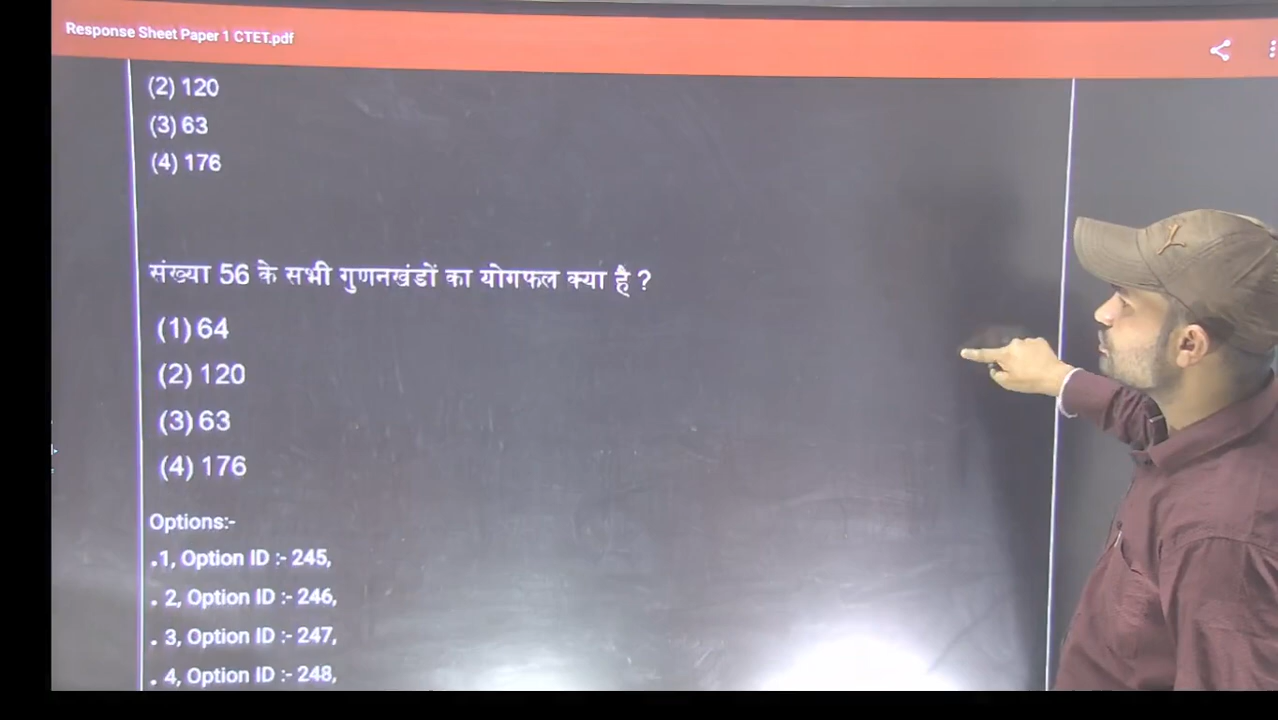 Response Sheet Paper 1 CTET.pdf
(2) 120
(3) 63
(4) 176
संख्या 56 के सभी गुणनखंडों का योगफल क्या है ?
(1) 64
(2) 120
(3) 63
(4) 176
Options:-
.1, Option ID :- 245,
. 2, Option ID :- 246,
. 3, Option ID :- 247,
. 4, Option ID :- 248,